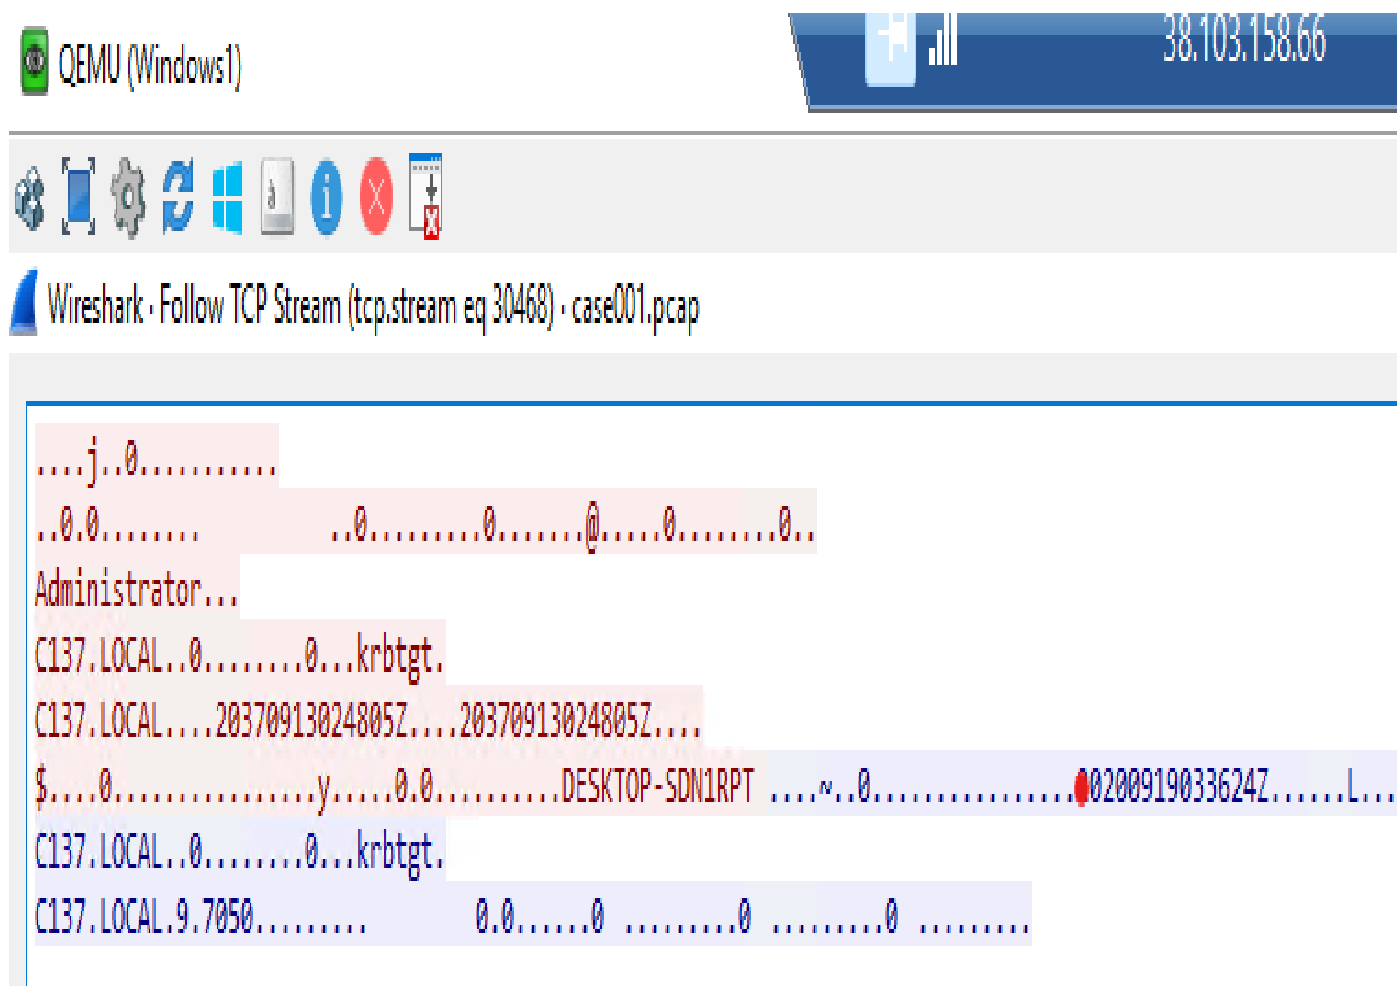 QEMU (Windows1)
38.103.158.66
Wireshark · Follow TCP Stream (tcp.stream eq 30468) · case001.pcap
....j..0...........
..0.0........ ..0.........0.......@.....0........0..
Administrator...
C137.LOCAL..0........0...krbtgt.
C137.LOCAL....20370913024805Z....20370913024805Z....
$....0................y.....0.0..........DESKTOP-SDN1RPT ....~..0................0200919033624Z......L...
C137.LOCAL..0........0...krbtgt.
C137.LOCAL.9.7050......... 0.0......0 .........0 .........0 .........